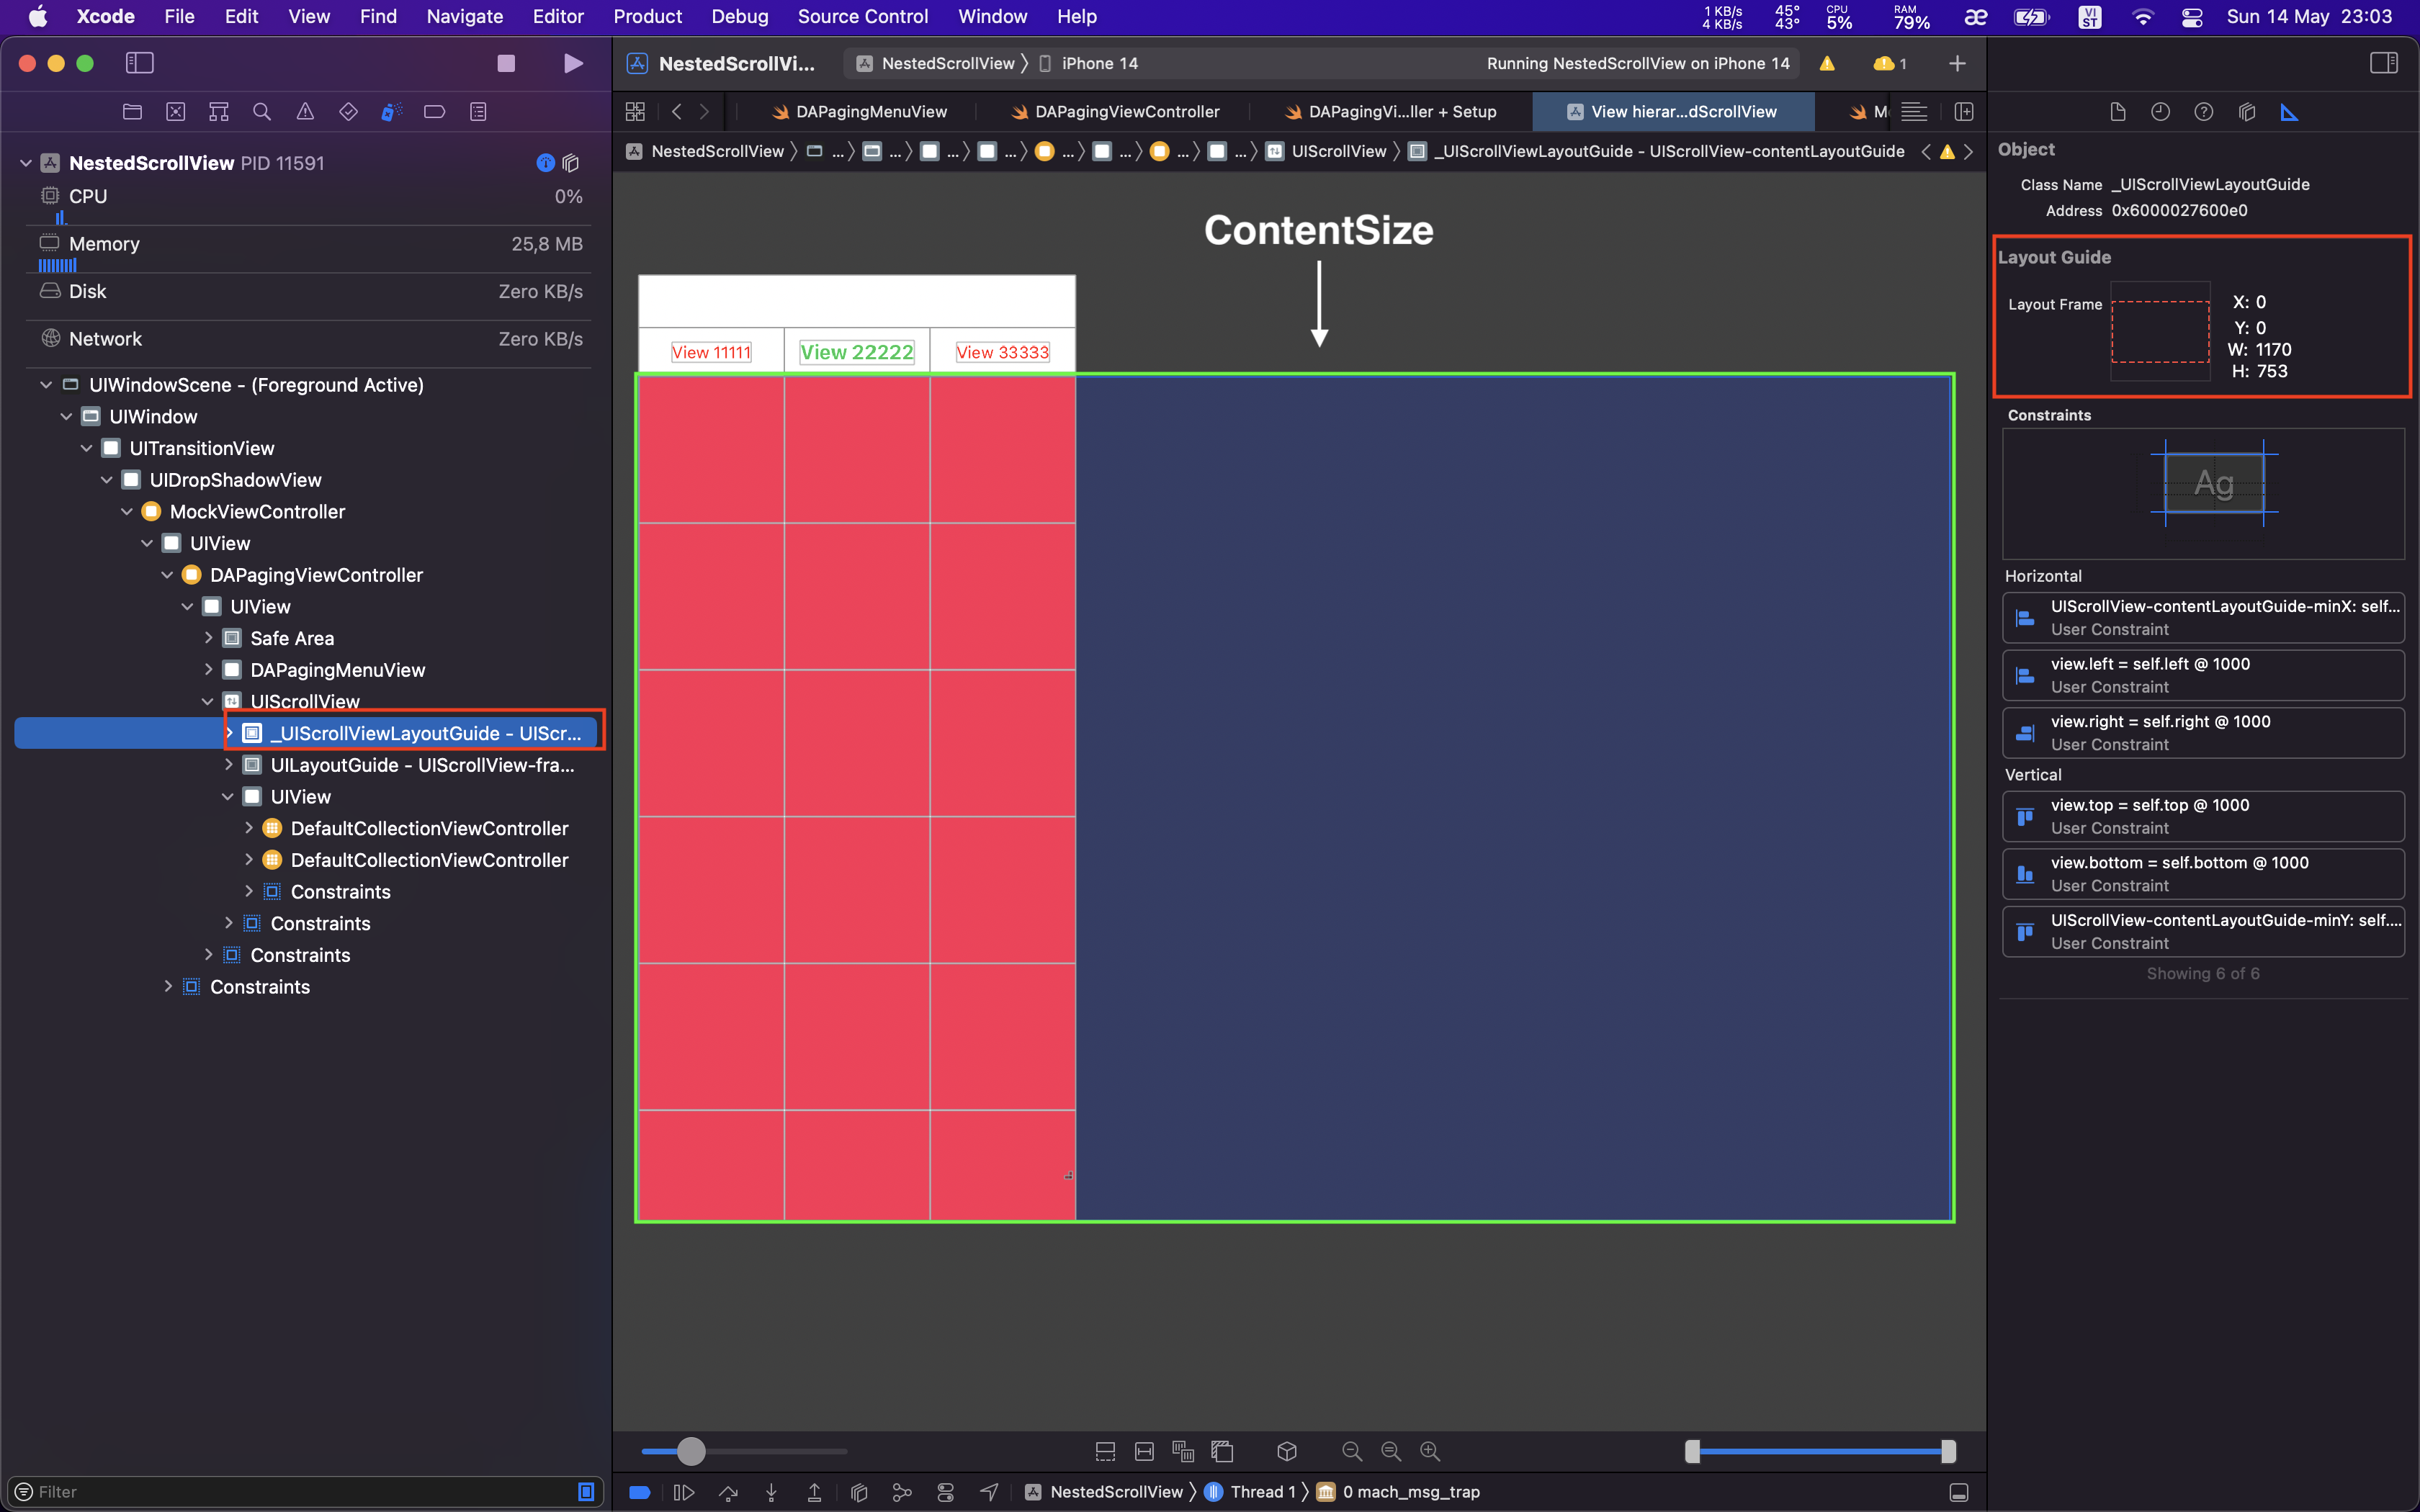 Xcode File Edit View Find Navigate Editor Product Debug Source Control Window Help
1 KB/s 4 KB/s 45° 43° CPU 5% RAM 79% VI ST Sun 14 May 23:03
NestedScrollVi... NestedScrollView iPhone 14 Running NestedScrollView on iPhone 14 1
DAPagingMenuView DAPagingViewController DAPagingVi...ller + Setup View hierar...dScrollView
NestedScrollView ... ... ... ... ... ... ... ... UIScrollView _UIScrollViewLayoutGuide - UIScrollView-contentLayoutGuide
NestedScrollView PID 11591
CPU 0%
Memory 25,8 MB
Disk Zero KB/s
Network Zero KB/s
UIWindowScene - (Foreground Active)
UIWindow
UITransitionView
UIDropShadowView
MockViewController
UIView
DAPagingViewController
UIView
Safe Area
DAPagingMenuView
UIScrollView
_UIScrollViewLayoutGuide - UIScr...
UILayoutGuide - UIScrollView-fra...
UIView
DefaultCollectionViewController
DefaultCollectionViewController
Constraints
Constraints
Constraints
Constraints
Filter
ContentSize
View 11111 View 22222 View 33333
NestedScrollView Thread 1 0 mach_msg_trap
Object
Class Name _UIScrollViewLayoutGuide
Address 0x6000027600e0
Layout Guide
Layout Frame
X: 0
Y: 0
W: 1170
H: 753
Constraints
Ag
Horizontal
UIScrollView-contentLayoutGuide-minX: self...
User Constraint
view.left = self.left @ 1000
User Constraint
view.right = self.right @ 1000
User Constraint
Vertical
view.top = self.top @ 1000
User Constraint
view.bottom = self.bottom @ 1000
User Constraint
UIScrollView-contentLayoutGuide-minY: self....
User Constraint
Showing 6 of 6